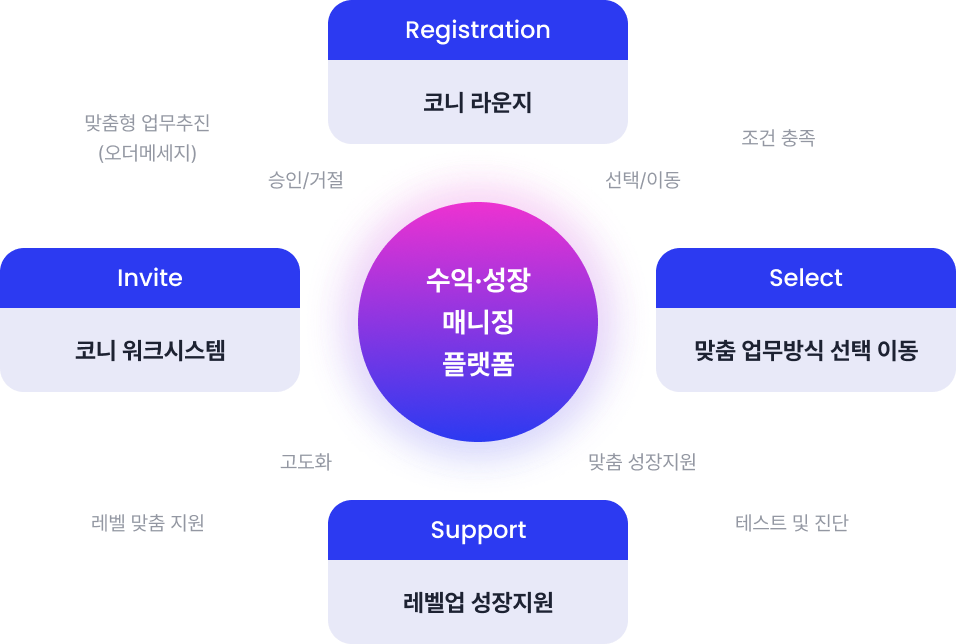 Registration
코니 라운지
맞춤형 업무추진
(오더메세지)
조건 충족
승인/거절
선택/이동
Invite
코니 워크시스템
수익·성장
매니징
플랫폼
Select
맞춤 업무방식 선택 이동
고도화
맞춤 성장지원
레벨 맞춤 지원
테스트 및 진단
Support
레벨업 성장지원